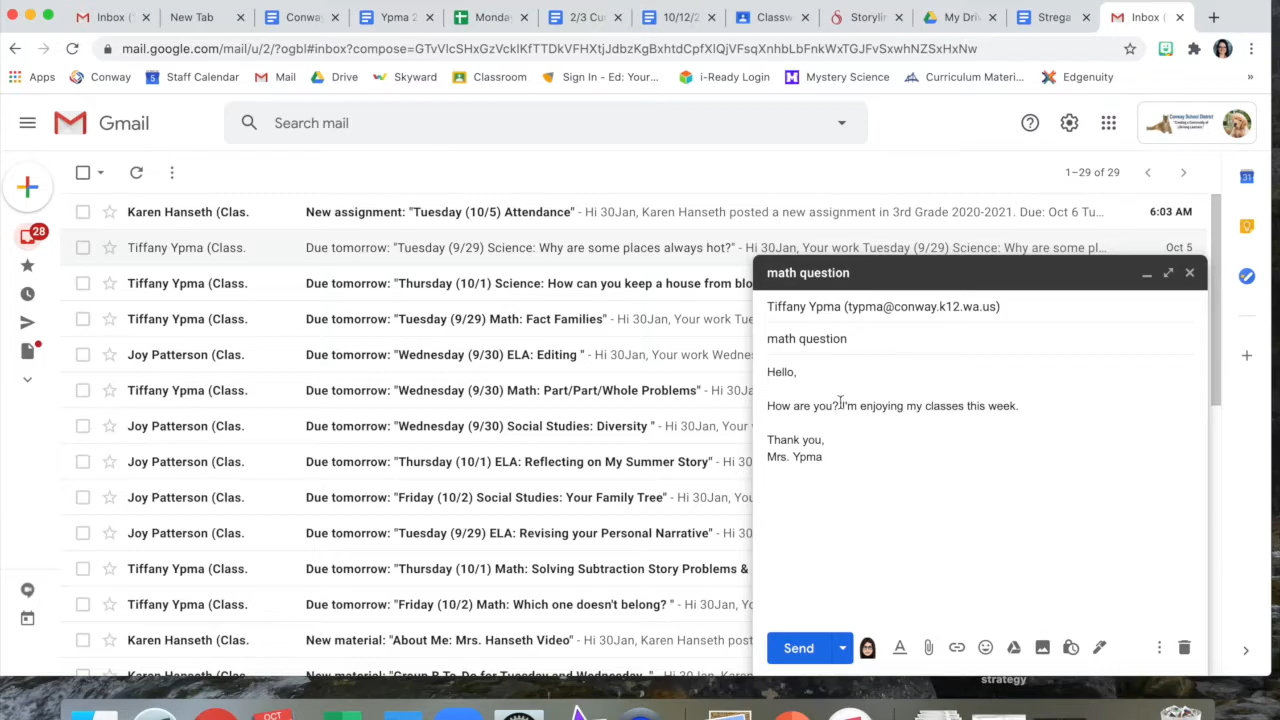 Inbox (
New Tab
Conway
Ypma 2
Monda
2/3 Cu
10/12/2
Classw
Storylin
My Driv
Strega
Inbox (
mail.google.com/mail/u/2/?ogbl#inbox?compose=GTvVlcSHxGzVckIKfTTDkVFHXtjJdbzKgBxhtdCpfXIQjVFsqXnhbLbFnkWxTGJFvSxwhNZSxHxNw
Apps
Conway
Staff Calendar
Mail
Drive
Skyward
Classroom
Sign In - Ed: Your...
i-Ready Login
Mystery Science
Curriculum Materi...
Edgenuity
»
Gmail
Search mail
Conway School District
1–29 of 29
28
Karen Hanseth (Clas. New assignment: "Tuesday (10/5) Attendance" - Hi 30Jan, Karen Hanseth posted a new assignment in 3rd Grade 2020-2021. Due: Oct 6 Tu... 6:03 AM
Tiffany Ypma (Class. Due tomorrow: "Tuesday (9/29) Science: Why are some places always hot?" - Hi 30Jan, Your work Tuesday (9/29) Science: Why are some pl... Oct 5
Tiffany Ypma (Class. Due tomorrow: "Thursday (10/1) Science: How can you keep a house from blo
Tiffany Ypma (Class. Due tomorrow: "Tuesday (9/29) Math: Fact Families" - Hi 30Jan, Your work Tu
Joy Patterson (Clas. Due tomorrow: "Wednesday (9/30) ELA: Editing " - Hi 30Jan, Your work Wednes
Tiffany Ypma (Class. Due tomorrow: "Wednesday (9/30) Math: Part/Part/Whole Problems" - Hi 30Jan
Joy Patterson (Clas. Due tomorrow: "Wednesday (9/30) Social Studies: Diversity " - Hi 30Jan, Your
Joy Patterson (Clas. Due tomorrow: "Thursday (10/1) ELA: Reflecting on My Summer Story" - Hi 30
Joy Patterson (Clas. Due tomorrow: "Friday (10/2) Social Studies: Your Family Tree" - Hi 30Jan, Yo
Joy Patterson (Clas. Due tomorrow: "Tuesday (9/29) ELA: Revising your Personal Narrative" - Hi 30
Tiffany Ypma (Class. Due tomorrow: "Thursday (10/1) Math: Solving Subtraction Story Problems &
Tiffany Ypma (Class. Due tomorrow: "Friday (10/2) Math: Which one doesn't belong? " - Hi 30Jan, Yo
Karen Hanseth (Clas. New material: "About Me: Mrs. Hanseth Video" - Hi 30Jan, Karen Hanseth post
math question
Tiffany Ypma (typma@conway.k12.wa.us)
math question
Hello,
How are you? I'm enjoying my classes this week.
Thank you,
Mrs. Ypma
Send
strategy
OCT